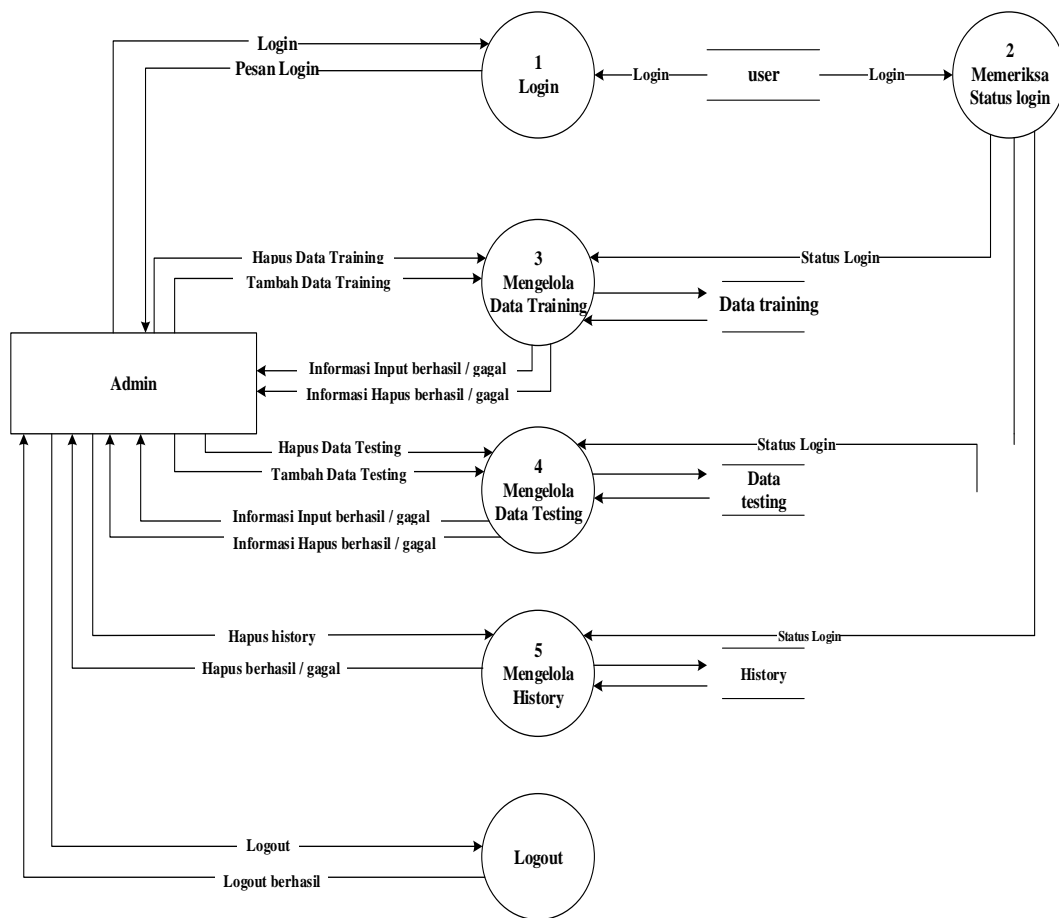 Login
Pesan Login
1
Login
Login
user
Login
2
Memeriksa
Status login
Hapus Data Training
Tambah Data Training
3
Mengelola
Data Training
Status Login
Data training
Admin
Informasi Input berhasil / gagal
Informasi Hapus berhasil / gagal
Hapus Data Testing
Tambah Data Testing
4
Mengelola
Data Testing
Status Login
Data
testing
Informasi Input berhasil / gagal
Informasi Hapus berhasil / gagal
Hapus history
Hapus berhasil / gagal
5
Mengelola
History
Status Login
History
Logout
Logout berhasil
Logout